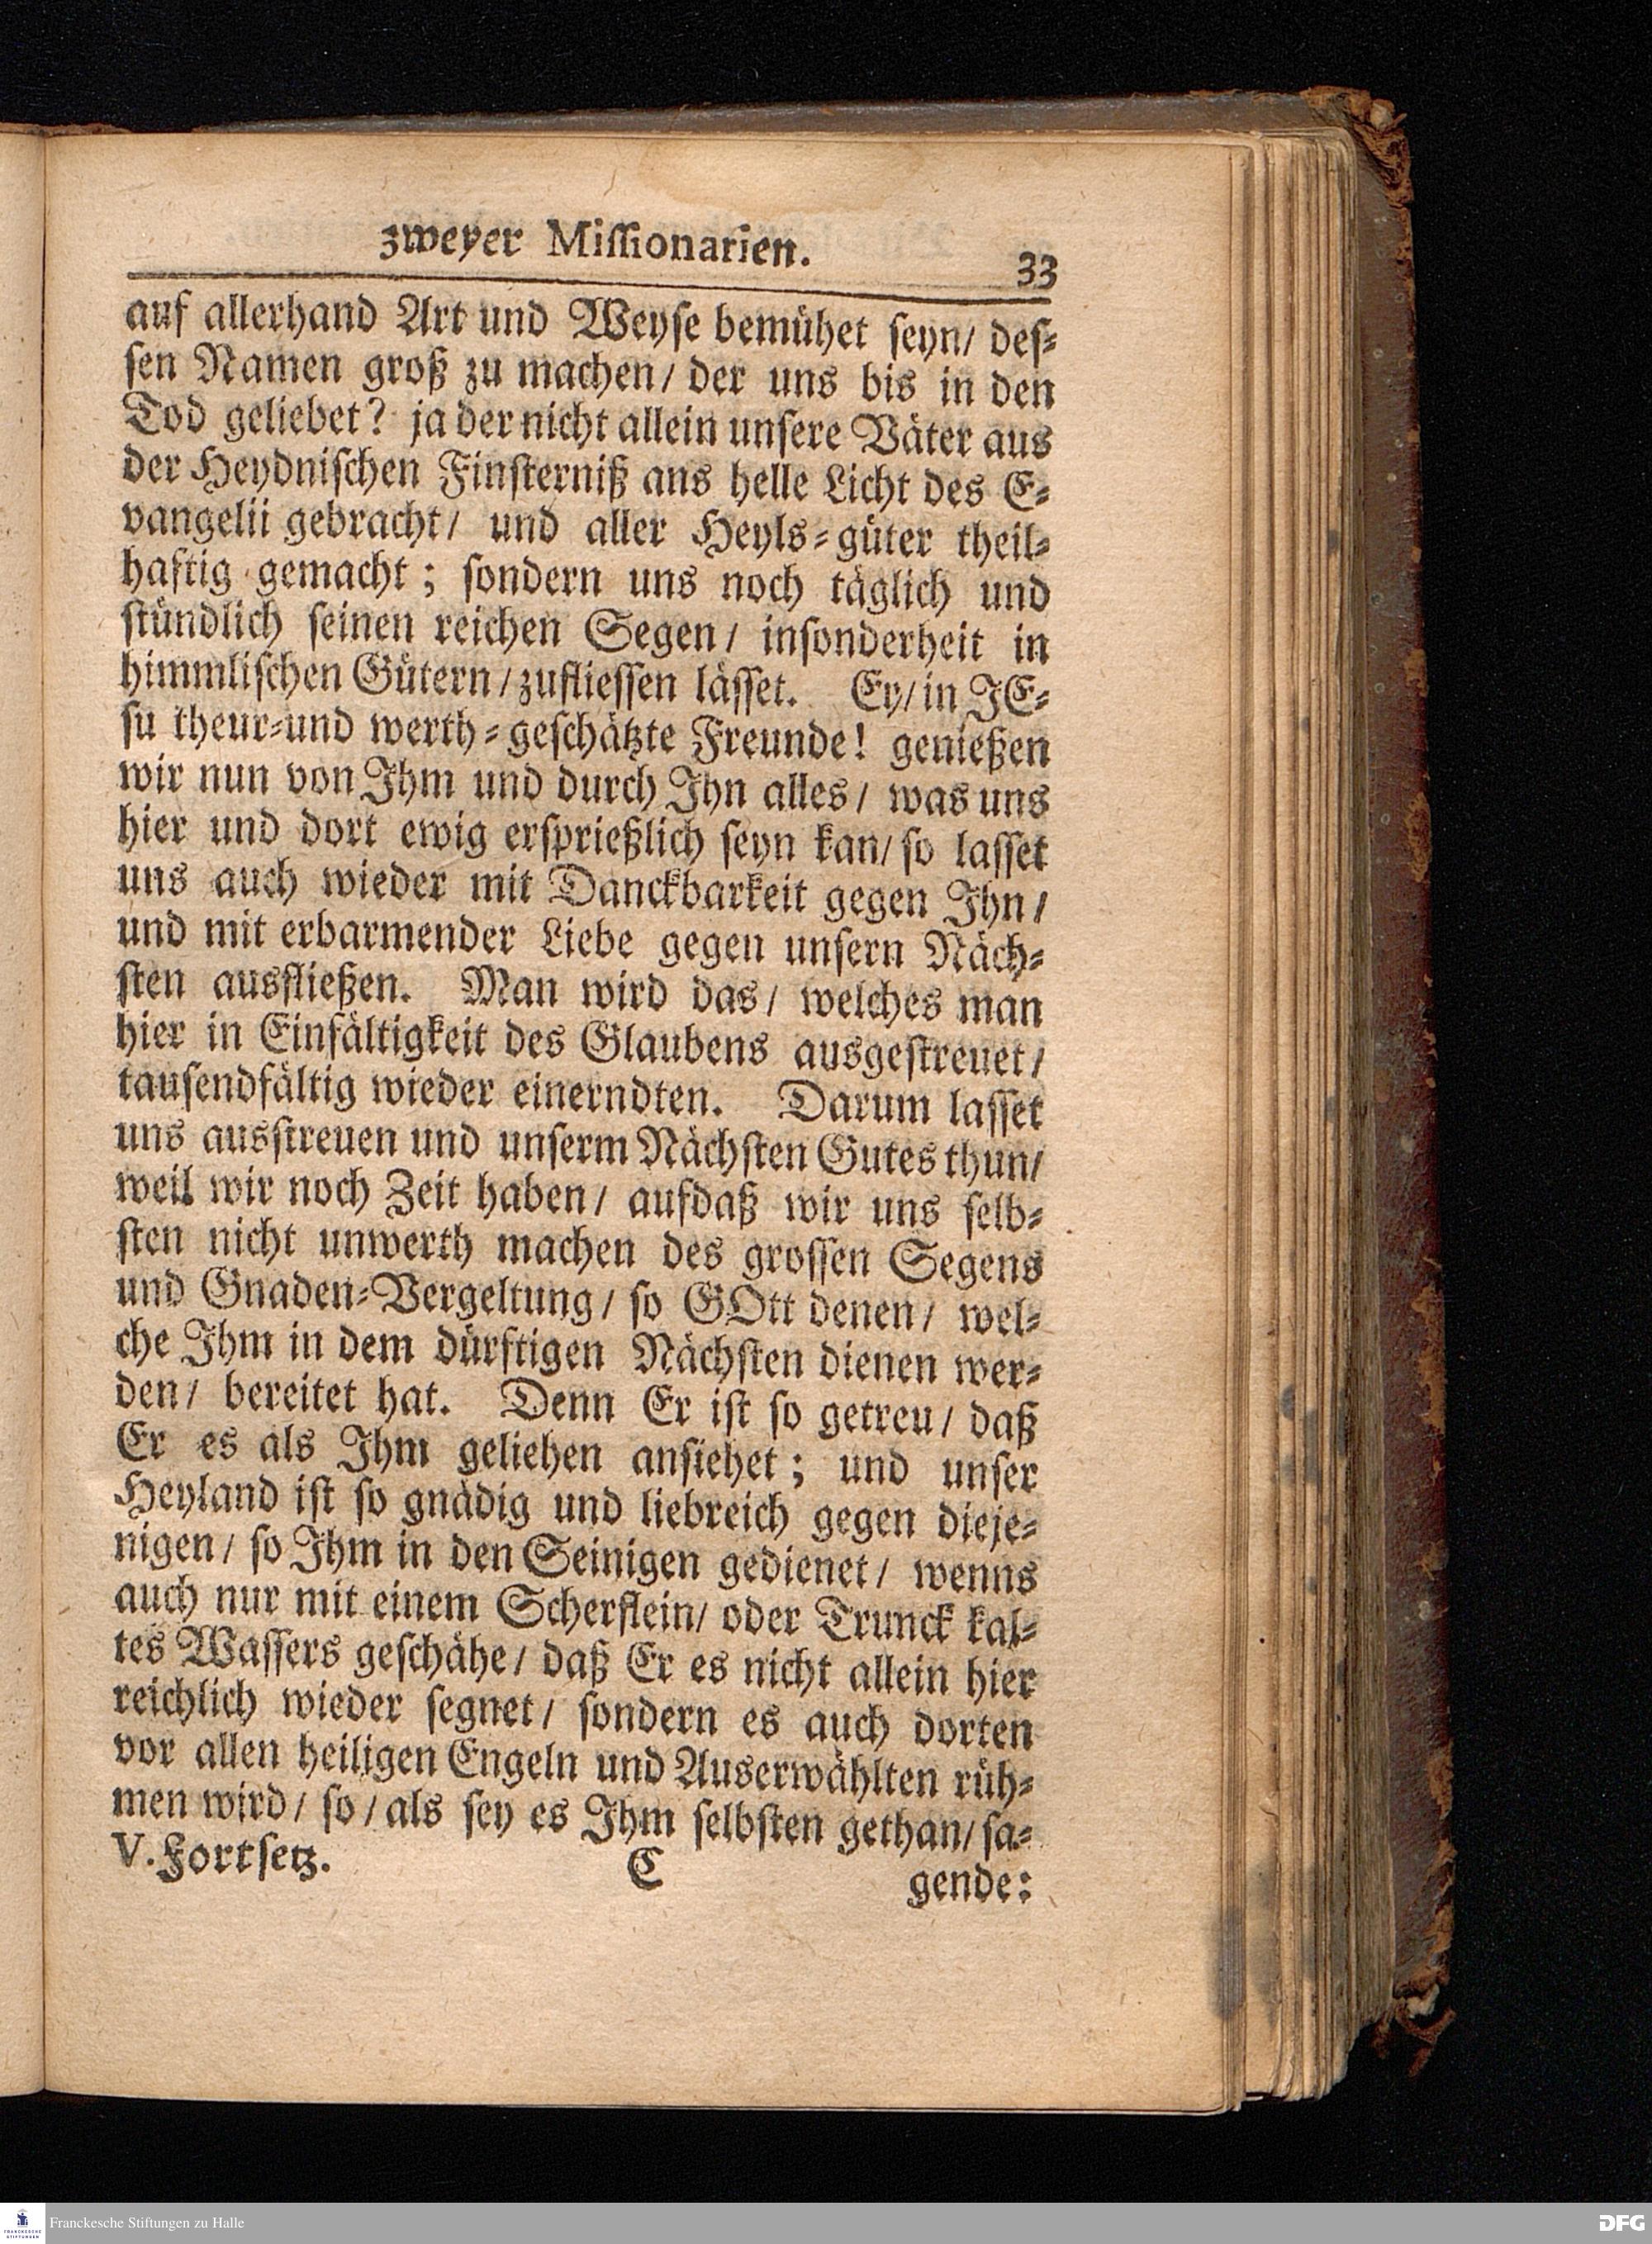 zweyer Missionarien.
33
auf allerhand Art und Weyse bemühet seyn/ des-
sen Namen groß zu machen/ der uns bis in den
Tod geliebet? ja der nicht allein unsere Väter aus
der Heydnischen Finsterniß ans helle Licht des E-
vangelii gebracht/ und aller Heyls-güter theil-
haftig gemacht; sondern uns noch täglich und
stündlich seinen reichen Segen/ insonderheit in
himmlischen Gütern/ zufliessen lässet. Ey/ in JE-
su theur-und werth-geschätzte Freunde! genießen
wir nun von Ihm und durch Ihn alles/ was uns
hier und dort ewig ersprießlich seyn kan/ so lasset
uns auch wieder mit Danckbarkeit gegen Ihn/
und mit erbarmender Liebe gegen unsern Näch-
sten ausfließen. Man wird das/ welches man
hier in Einfältigkeit des Glaubens ausgestreuet/
tausendfältig wieder einerndten. Darum lasset
uns ausstreuen und unserm Nächsten Gutes thun/
weil wir noch Zeit haben/ aufdaß wir uns selb-
sten nicht unwerth machen des grossen Segens
und Gnaden-Vergeltung/ so GOtt denen/ wel-
che Ihm in dem dürftigen Nächsten dienen wer-
den/ bereitet hat. Denn Er ist so getreu/ daß
Er es als Ihm geliehen ansiehet; und unser
Heyland ist so gnädig und liebreich gegen dieje-
nigen/ so Ihm in den Seinigen gedienet/ wenns
auch nur mit einem Scherflein/ oder Trunck kal-
tes Wassers geschähe/ daß Er es nicht allein hier
reichlich wieder segnet/ sondern es auch dorten
vor allen heiligen Engeln und Auserwählten rüh-
men wird/ so/ als sey es Ihm selbsten gethan/ sa-
V. Fortsetz. C gende:
FRANCKESCHE STIFTUNGEN
Franckesche Stiftungen zu Halle
DFG